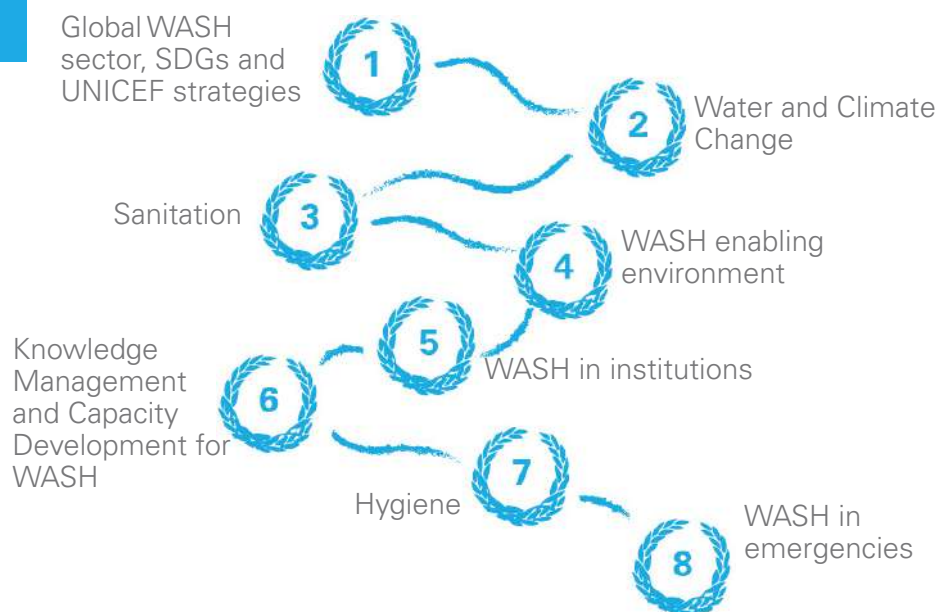 Global WASH
sector, SDGs and
UNICEF strategies
1
2
Water and Climate
Change
Sanitation
3
4
WASH enabling
environment
5
WASH in institutions
Knowledge
Management
and Capacity
Development for
WASH
6
Hygiene
7
8
WASH in
emergencies